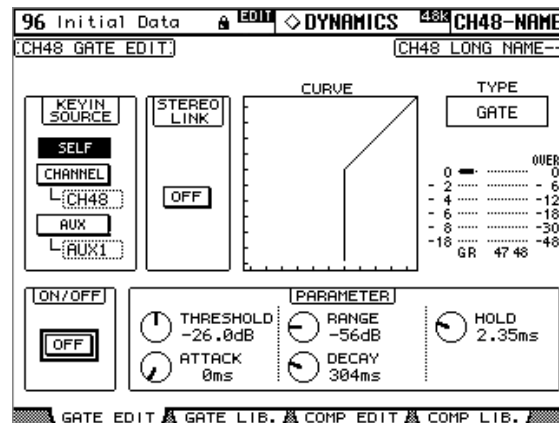 96 Initial Data EDIT ◇DYNAMICS 48K CH48-NAME
CH48 GATE EDIT CH48 LONG NAME--
KEYIN SOURCE
SELF
CHANNEL
CH48
AUX
AUX1
STEREO LINK
OFF
CURVE
TYPE
GATE
OVER
0 0
- 2 - 6
- 4 -12
- 6 -18
- 8 -30
-18 -48
GR 47 48
ON/OFF
OFF
PARAMETER
THRESHOLD -26.0dB
RANGE -56dB
HOLD 2.35ms
ATTACK 0ms
DECAY 304ms
GATE EDIT GATE LIB. COMP EDIT COMP LIB.